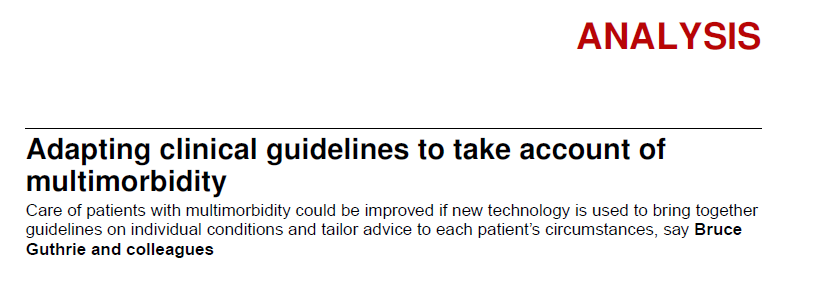 ANALYSIS
Adapting clinical guidelines to take account of
multimorbidity
Care of patients with multimorbidity could be improved if new technology is used to bring together
guidelines on individual conditions and tailor advice to each patient's circumstances, say Bruce
Guthrie and colleagues